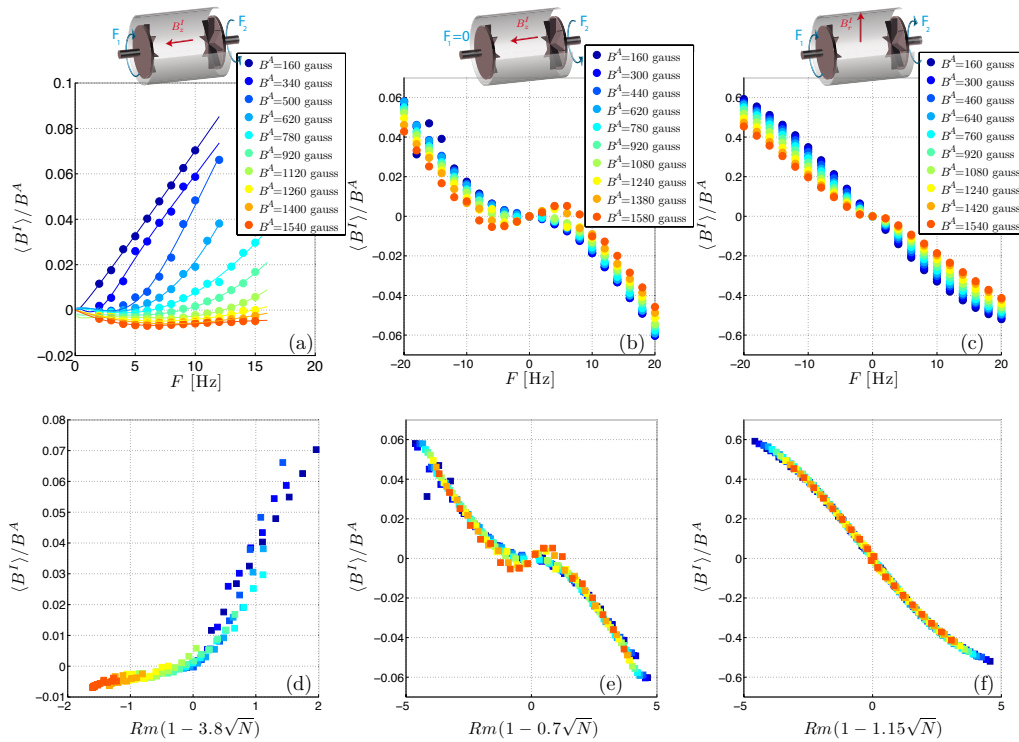 F₁ B_z^I F₂
F₁=0 B_z^I F₂
F₁ B_x^I F₂
B^A=160 gauss
B^A=340 gauss
B^A=500 gauss
B^A=620 gauss
B^A=780 gauss
B^A=920 gauss
B^A=1120 gauss
B^A=1260 gauss
B^A=1400 gauss
B^A=1540 gauss
0.1
0.08
0.06
0.04
0.02
0
−0.02
⟨B^I⟩/B^A
0 5 10 15 20
F [Hz]
(a)
B^A=160 gauss
B^A=300 gauss
B^A=440 gauss
B^A=620 gauss
B^A=780 gauss
B^A=920 gauss
B^A=1080 gauss
B^A=1240 gauss
B^A=1380 gauss
B^A=1580 gauss
0.06
0.04
0.02
0
−0.02
−0.04
−0.06
⟨B^I⟩/B^A
−20 −10 0 10 20
F [Hz]
(b)
B^A=160 gauss
B^A=300 gauss
B^A=460 gauss
B^A=640 gauss
B^A=760 gauss
B^A=920 gauss
B^A=1080 gauss
B^A=1240 gauss
B^A=1420 gauss
B^A=1540 gauss
0.6
0.4
0.2
0
−0.2
−0.4
−0.6
⟨B^I⟩/B^A
−20 −10 0 10 20
F [Hz]
(c)
0.08
0.07
0.06
0.05
0.04
0.03
0.02
0.01
0
−0.01
⟨B^I⟩/B^A
−2 −1 0 1 2
Rm(1 − 3.8√N)
(d)
0.06
0.04
0.02
0
−0.02
−0.04
−0.06
⟨B^I⟩/B^A
−5 0 5
Rm(1 − 0.7√N)
(e)
0.6
0.4
0.2
0
−0.2
−0.4
−0.6
⟨B^I⟩/B^A
−5 0 5
Rm(1 − 1.15√N)
(f)